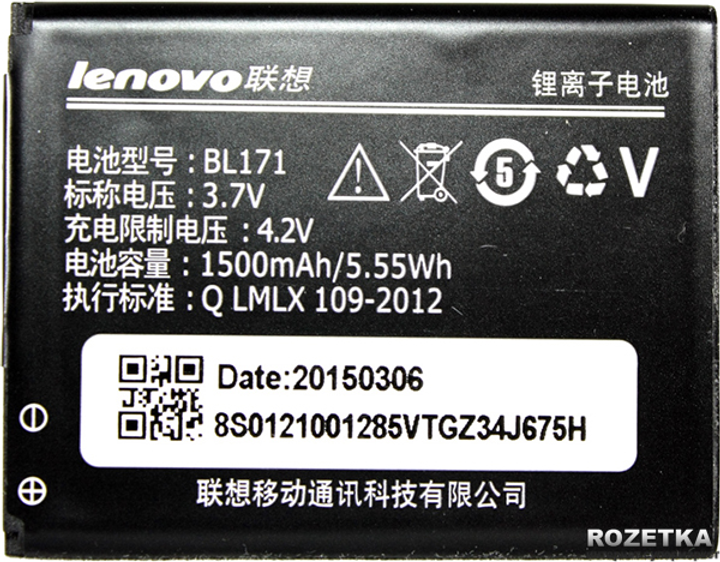 lenovo联想
锂离子电池
电池型号：BL171
标称电压：3.7V
充电限制电压：4.2V
电池容量：1500mAh/5.55Wh
执行标准：Q LMLX 109-2012
5
V
Date:20150306
8S0121001285VTGZ34J675H
联想移动通讯科技有限公司
ROZETKA